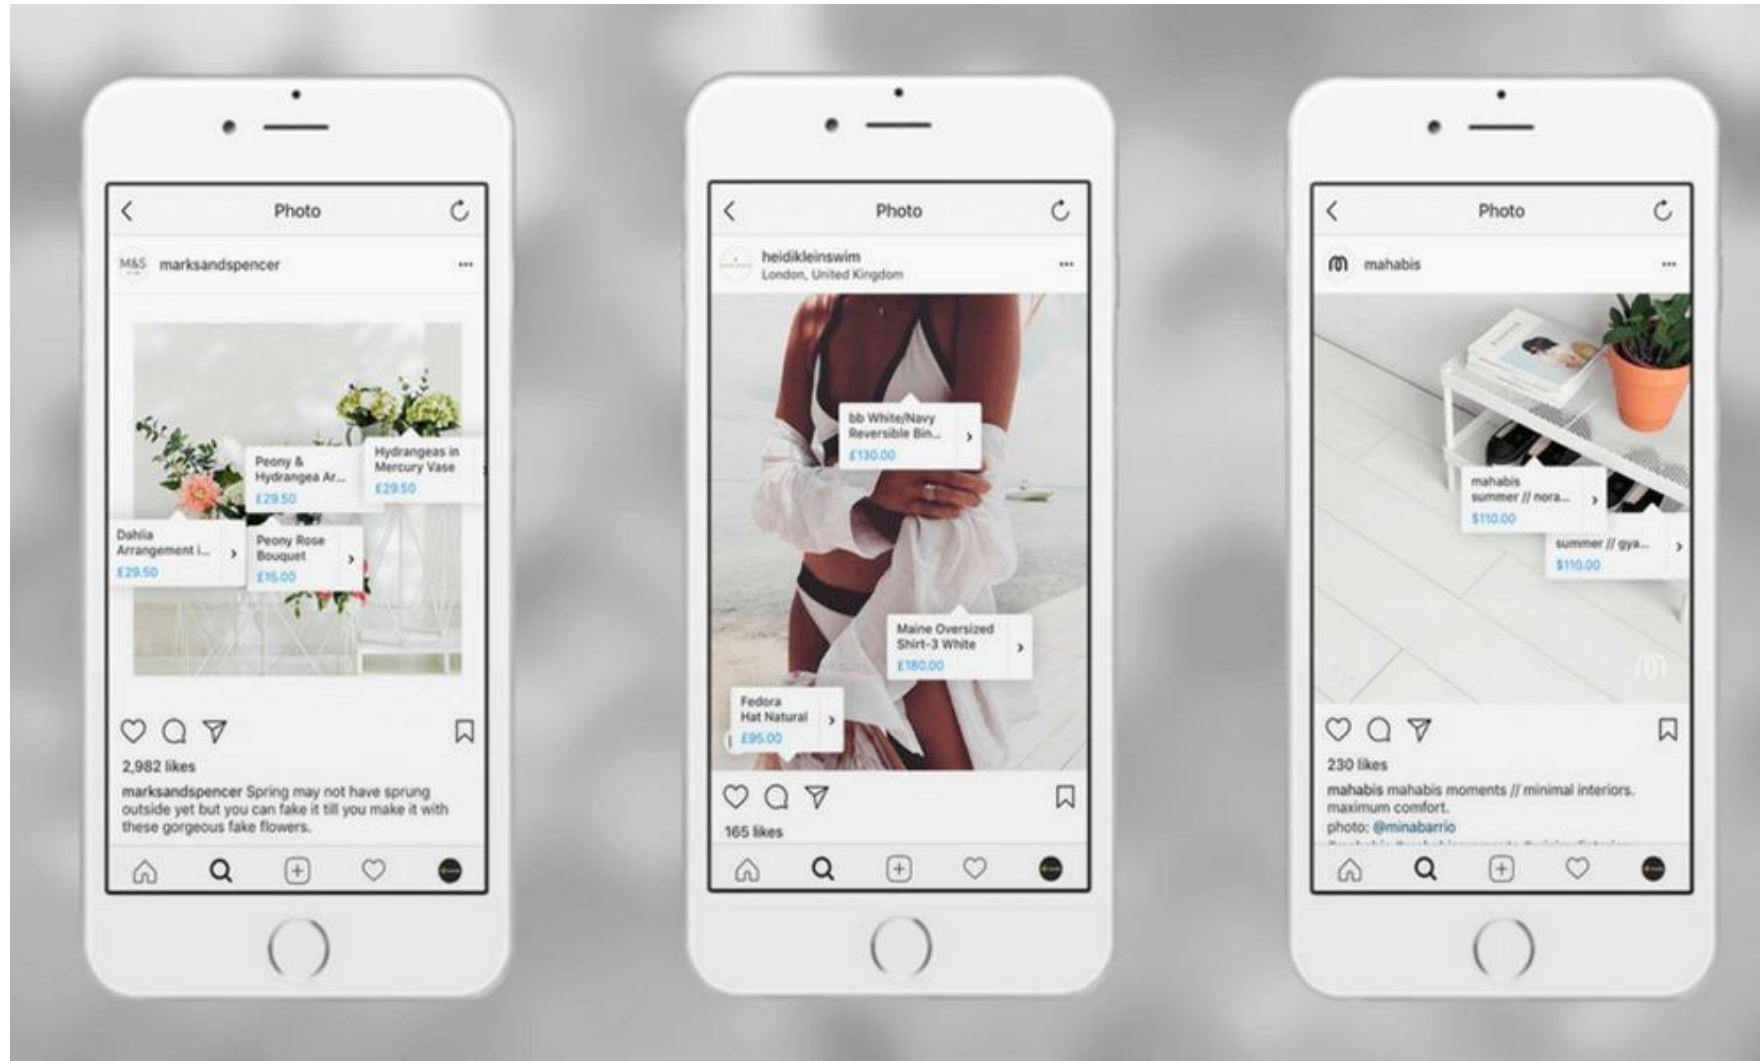 Photo
M&S
marksandspencer
Hydrangeas in
Mercury Vase
£29.50
Peony &
Hydrangea Ar...
£29.50
Dahlia
Arrangement i...
£29.50
Peony Rose
Bouquet
£15.00
2,982 likes
marksandspencer Spring may not have sprung
outside yet but you can fake it till you make it with
these gorgeous fake flowers.
Photo
heidikleinswim
London, United Kingdom
bb White/Navy
Reversible Bin...
£130.00
Maine Oversized
Shirt-3 White
£180.00
Fedora
Hat Natural
£95.00
165 likes
Photo
mahabis
mahabis
summer // nora...
$110.00
summer // gya...
$110.00
230 likes
mahabis mahabis moments // minimal interiors.
maximum comfort.
photo: @minabarrio